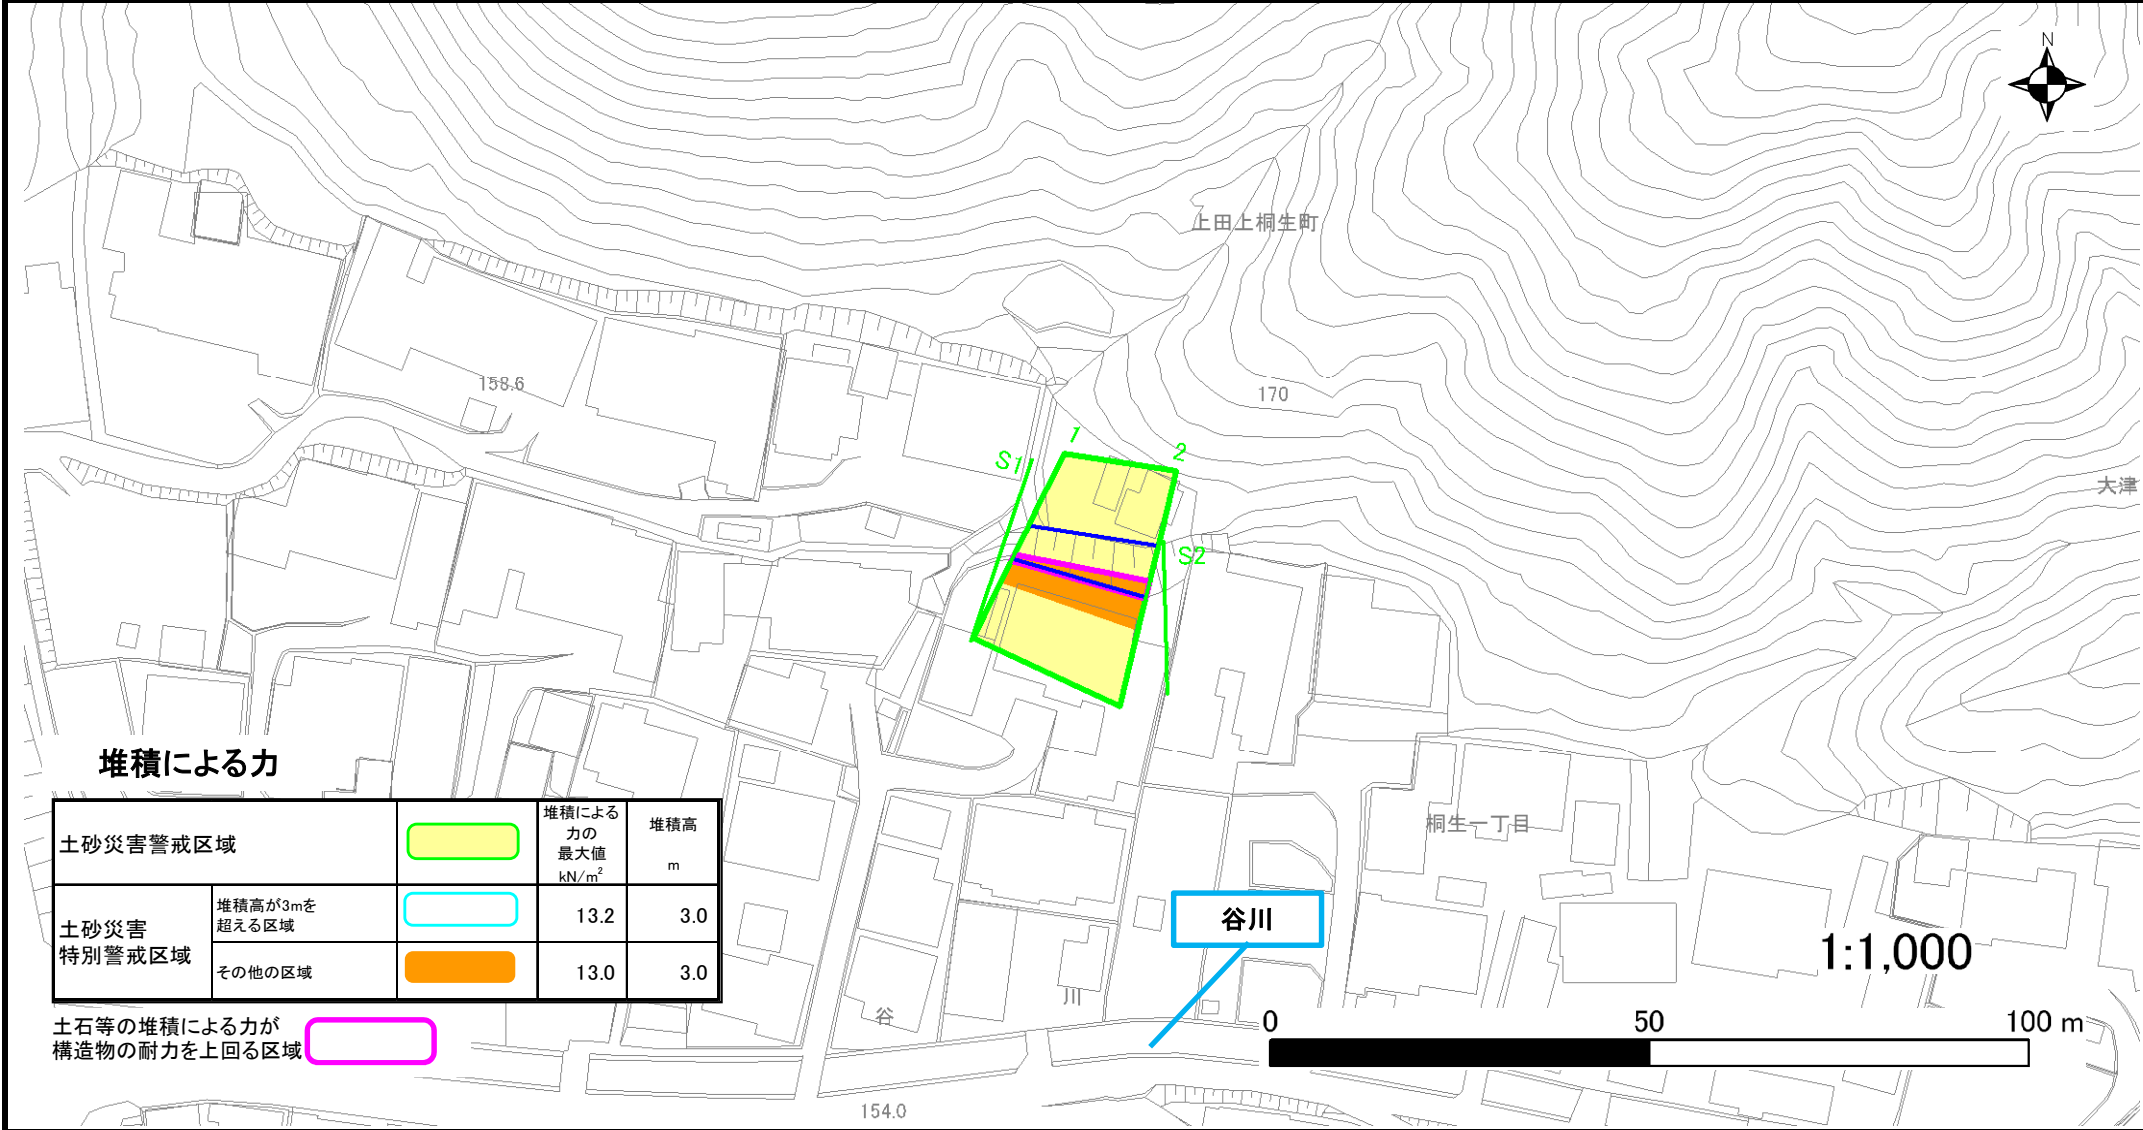 N
上田上桐生町
158.6
170
1
2
S1
S2
大津
堆積による力
堆積による
力の
最大値
kN/m²
堆積高
m
土砂災害警戒区域
土砂災害
特別警戒区域
堆積高が3mを
超える区域
13.2
3.0
その他の区域
13.0
3.0
土石等の堆積による力が
構造物の耐力を上回る区域
桐生一丁目
谷川
1:1,000
谷
川
0
50
100 m
154.0